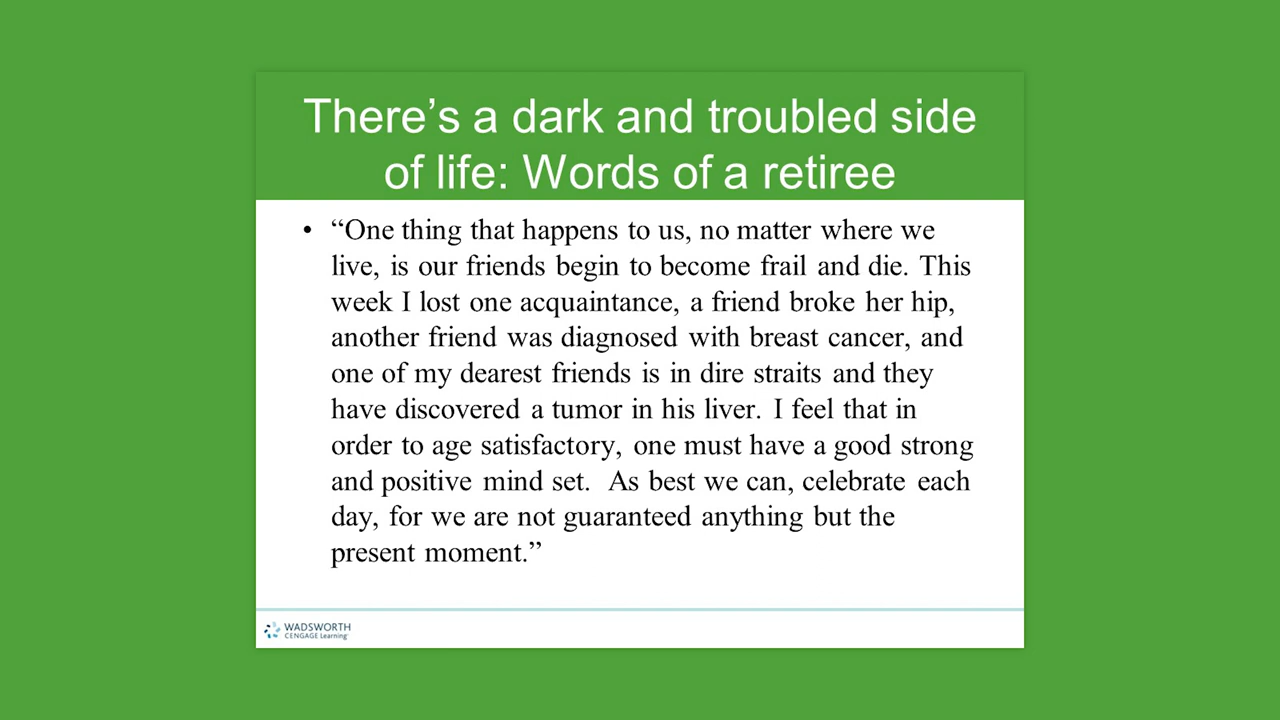 There’s a dark and troubled side
of life: Words of a retiree
• “One thing that happens to us, no matter where we
live, is our friends begin to become frail and die. This
week I lost one acquaintance, a friend broke her hip,
another friend was diagnosed with breast cancer, and
one of my dearest friends is in dire straits and they
have discovered a tumor in his liver. I feel that in
order to age satisfactory, one must have a good strong
and positive mind set.  As best we can, celebrate each
day, for we are not guaranteed anything but the
present moment.”
WADSWORTH
CENGAGE Learning